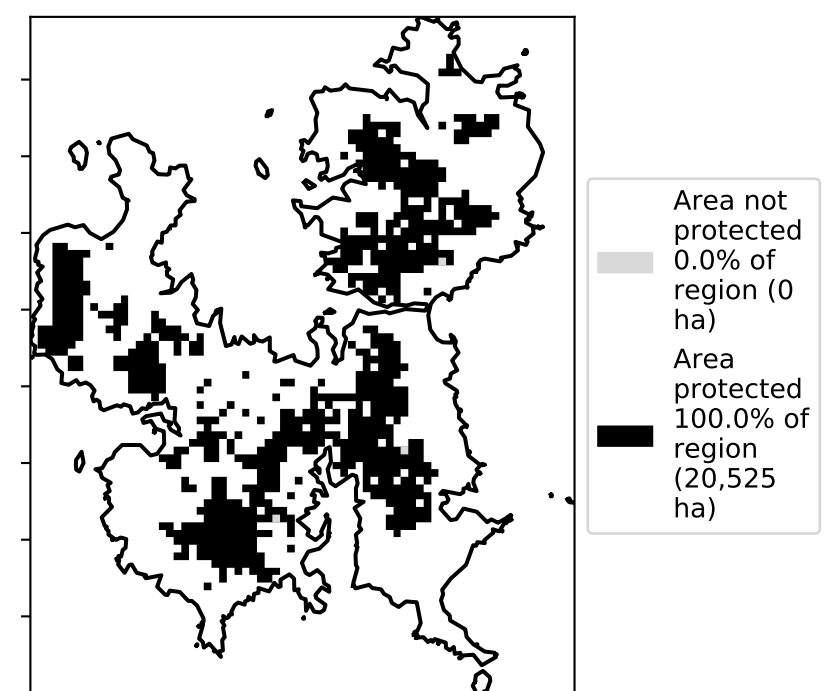 Area not
protected
0.0% of
region (0
ha)
Area
protected
100.0% of
region
(20,525
ha)